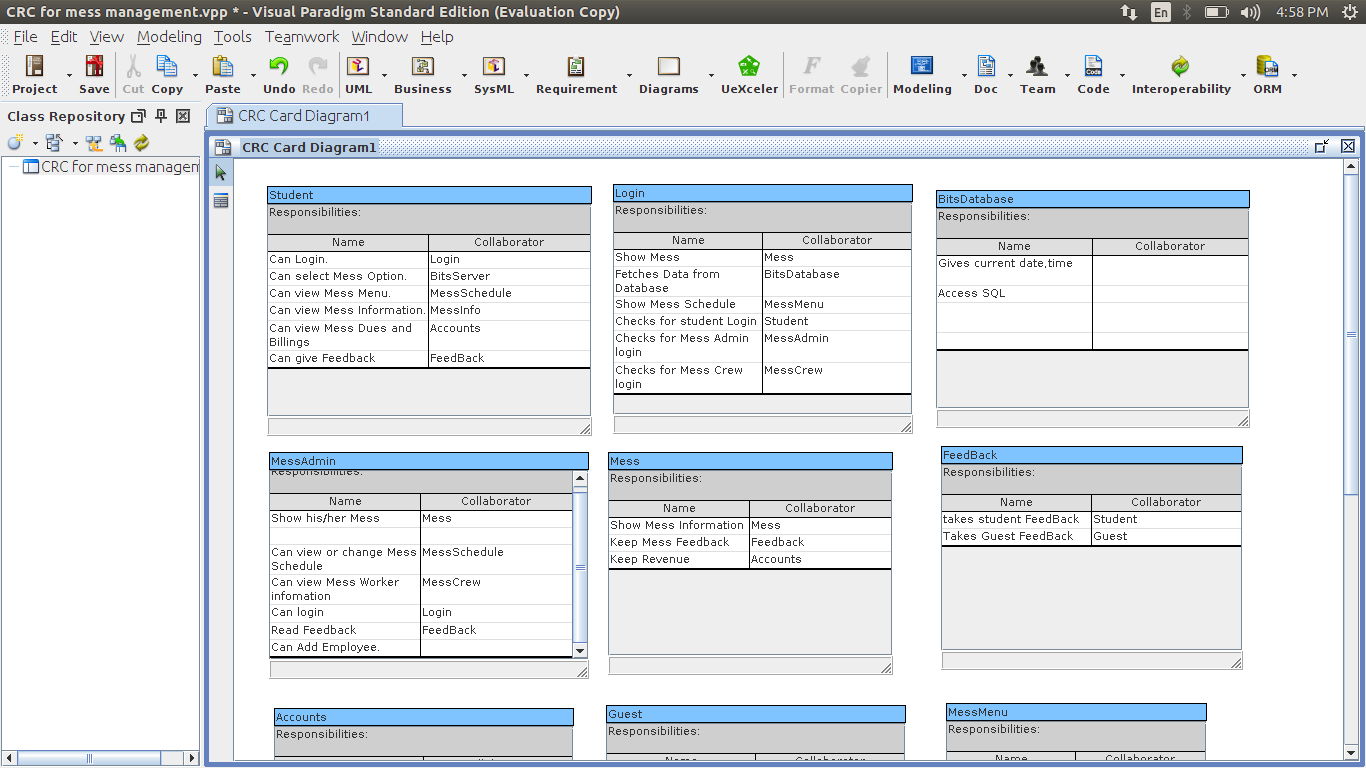 CRC for mess management.vpp * - Visual Paradigm Standard Edition (Evaluation Copy)
En
4:58 PM
File Edit View Modeling Tools Teamwork Window Help
Project Save Cut Copy Paste Undo Redo UML Business SysML Requirement Diagrams UeXceler Format Copier Modeling Doc Team Code Interoperability ORM
Class Repository
CRC for mess managem
CRC Card Diagram1
CRC Card Diagram1
Student
Responsibilities:
Name Collaborator
Can Login. Login
Can select Mess Option. BitsServer
Can view Mess Menu. MessSchedule
Can view Mess Information. MessInfo
Can view Mess Dues and Accounts
Billings
Can give Feedback FeedBack
Login
Responsibilities:
Name Collaborator
Show Mess Mess
Fetches Data from BitsDatabase
Database
Show Mess Schedule MessMenu
Checks for student Login Student
Checks for Mess Admin MessAdmin
login
Checks for Mess Crew MessCrew
login
BitsDatabase
Responsibilities:
Name Collaborator
Gives current date,time
Access SQL
MessAdmin
Responsibilities:
Name Collaborator
Show his/her Mess Mess
Can view or change Mess MessSchedule
Schedule
Can view Mess Worker MessCrew
infomation
Can login Login
Read Feedback FeedBack
Can Add Employee.
Mess
Responsibilities:
Name Collaborator
Show Mess Information Mess
Keep Mess Feedback Feedback
Keep Revenue Accounts
FeedBack
Responsibilities:
Name Collaborator
takes student FeedBack Student
Takes Guest FeedBack Guest
Accounts
Responsibilities:
Guest
Responsibilities:
Name Collaborator
MessMenu
Responsibilities:
Name Collaborator